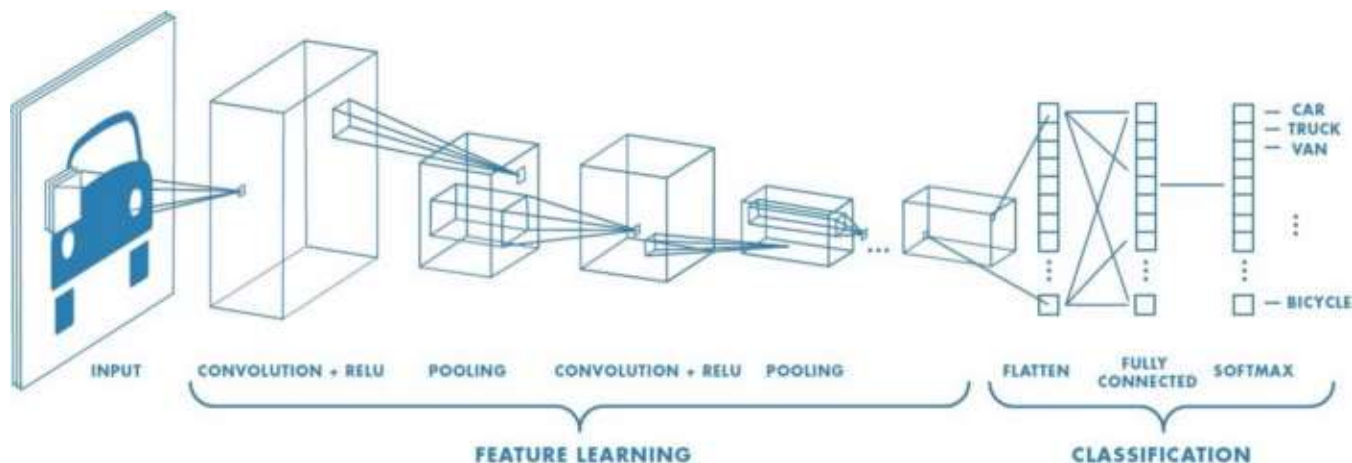 CAR
TRUCK
VAN
BICYCLE
INPUT
CONVOLUTION + RELU
POOLING
CONVOLUTION + RELU
POOLING
FLATTEN
FULLY
CONNECTED
SOFTMAX
FEATURE LEARNING
CLASSIFICATION